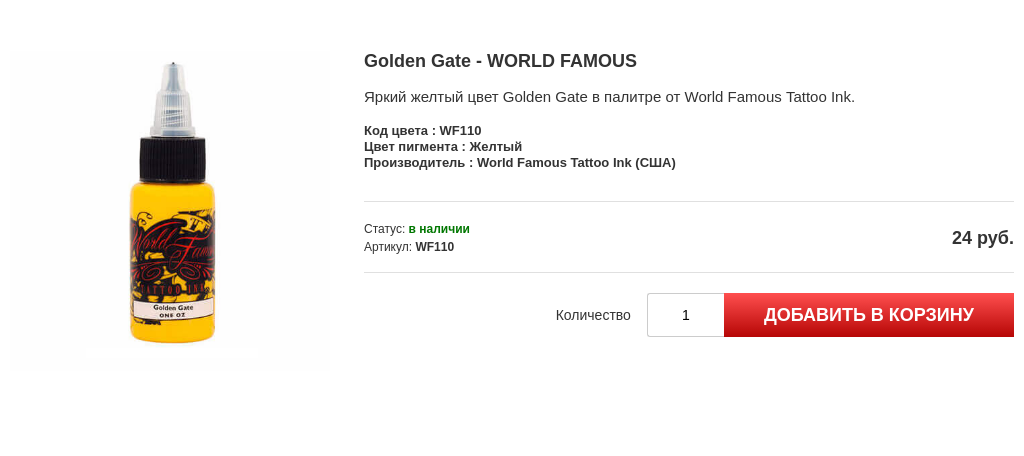 Golden Gate - WORLD FAMOUS
Яркий желтый цвет Golden Gate в палитре от World Famous Tattoo Ink.
Код цвета : WF110
Цвет пигмента : Желтый
Производитель : World Famous Tattoo Ink (США)
Статус: в наличии
Артикул: WF110
24 руб.
Количество
1
ДОБАВИТЬ В КОРЗИНУ
World Famous
TATTOO INK
Golden Gate
ONE OZ